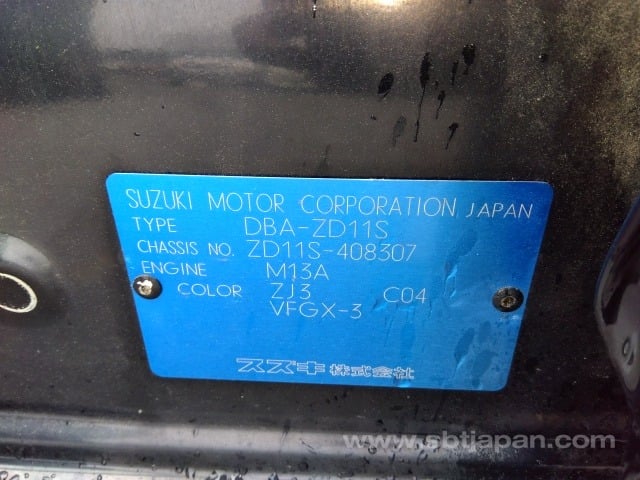 SUZUKI MOTOR CORPORATION JAPAN
TYPE DBA-ZD11S
CHASSIS NO. ZD11S-408307
ENGINE M13A
COLOR ZJ3 C04
VFGX-3
スズキ株式会社
www.sbtjapan.com